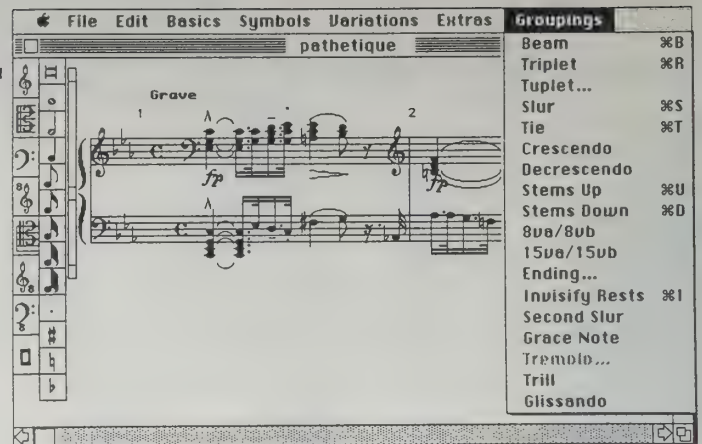 File Edit Basics Symbols Variations Extras Groupings
pathetique
Beam ⌘B
Triplet ⌘R
Tuplet...
Slur ⌘S
Tie ⌘T
Crescendo
Decrescendo
Stems Up ⌘U
Stems Down ⌘D
8va/8vb
15va/15vb
Ending...
Invisify Rests ⌘I
Second Slur
Grace Note
Tremolo...
Trill
Glissando
Grave
1 2
fp fp